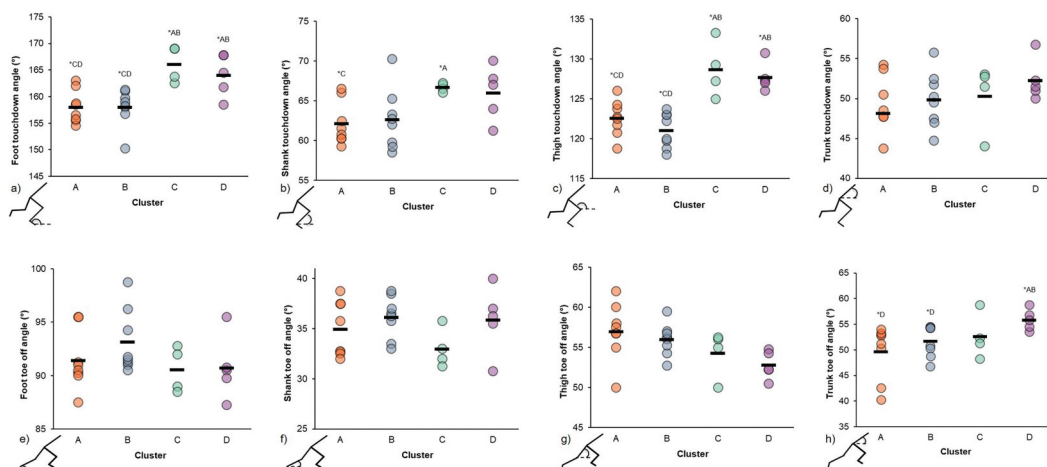 Foot touchdown angle (°)
175
170
165
160
155
150
145
*CD
*CD
*AB
*AB
A B C D
a)
Cluster
Shank touchdown angle (°)
75
70
65
60
55
*C
*A
A B C D
b)
Cluster
Thigh touchdown angle (°)
135
130
125
120
115
*CD
*CD
*AB
*AB
A B C D
c)
Cluster
Trunk touchdown angle (°)
60
55
50
45
40
A B C D
d)
Cluster
Foot toe off angle (°)
100
95
90
85
A B C D
e)
Cluster
Shank toe off angle (°)
45
40
35
30
25
A B C D
f)
Cluster
Thigh toe off angle (°)
65
60
55
50
45
A B C D
g)
Cluster
Trunk toe off angle (°)
65
60
55
50
45
40
35
*D
*D
*AB
A B C D
h)
Cluster